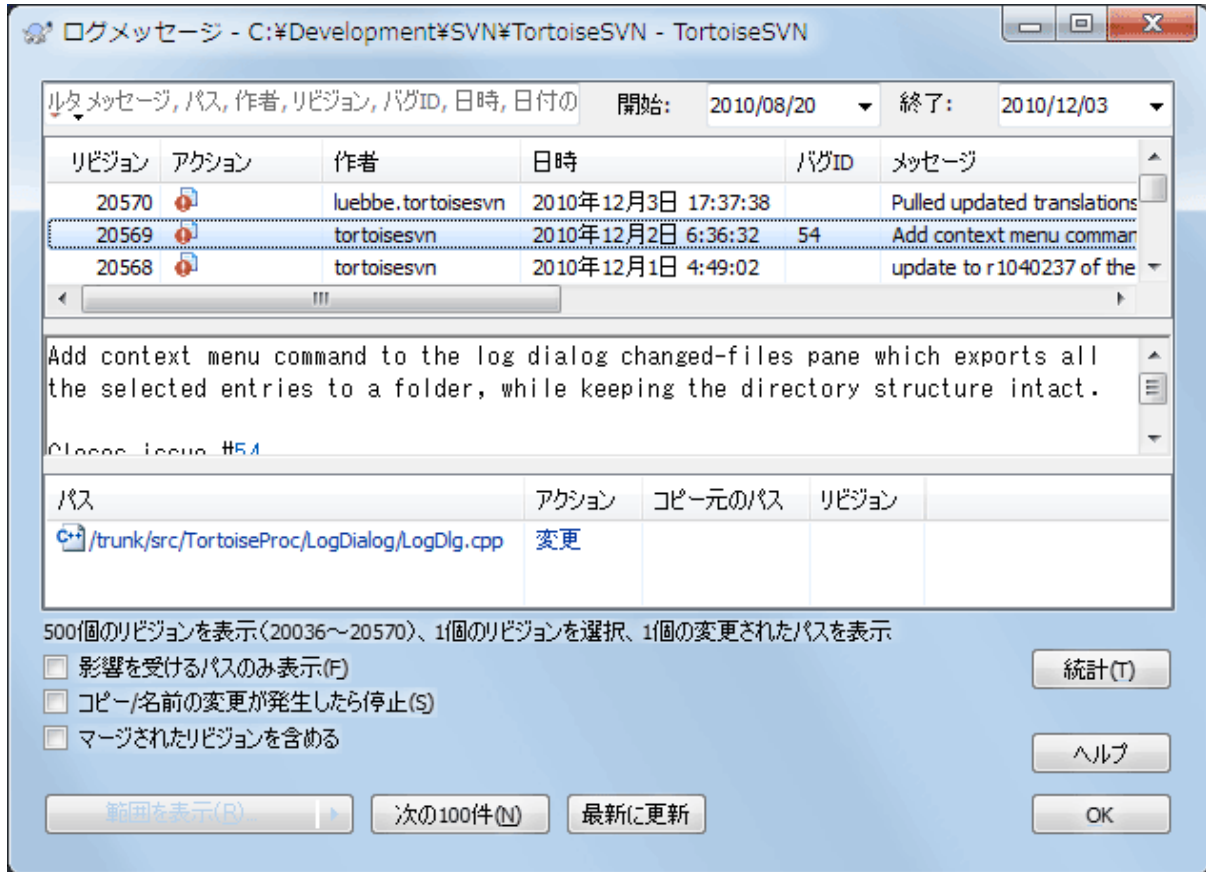 ログメッセージ - C:¥Development¥SVN¥TortoiseSVN - TortoiseSVN
ルタ メッセージ, パス, 作者, リビジョン, バグID, 日時, 日付の 開始: 2010/08/20 終了: 2010/12/03
リビジョン アクション 作者 日時 バグID メッセージ
20570 luebbe.tortoisesvn 2010年12月3日 17:37:38 Pulled updated translations
20569 tortoisesvn 2010年12月2日 6:36:32 54 Add context menu comman
20568 tortoisesvn 2010年12月1日 4:49:02 update to r1040237 of the
Add context menu command to the log dialog changed-files pane which exports all
the selected entries to a folder, while keeping the directory structure intact.
Closes issue #54
パス アクション コピー元のパス リビジョン
C++ /trunk/src/TortoiseProc/LogDialog/LogDlg.cpp 変更
500個のリビジョンを表示(20036～20570)、1個のリビジョンを選択、1個の変更されたパスを表示
影響を受けるパスのみ表示(F)
統計(T)
コピー/名前の変更が発生したら停止(S)
マージされたリビジョンを含める
ヘルプ
範囲を表示(R)... 次の100件(N) 最新に更新 OK